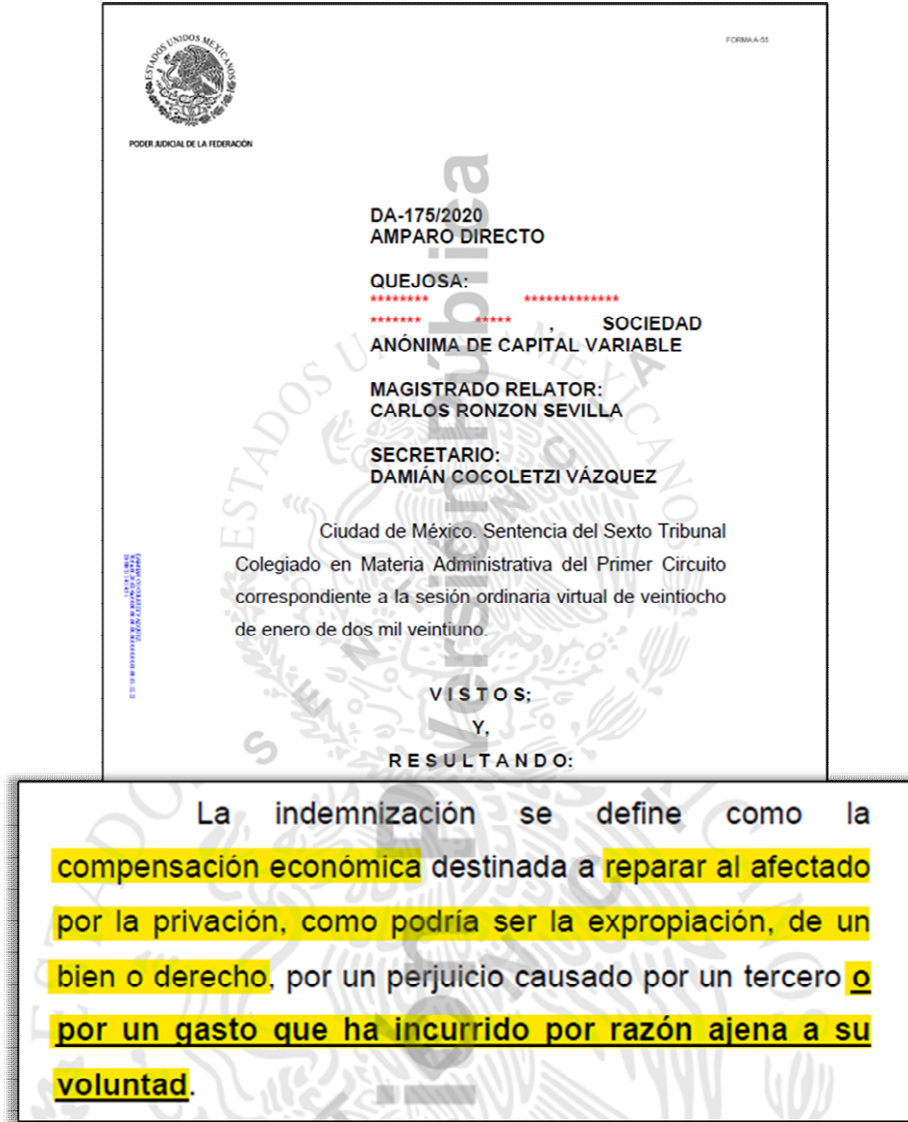 ESTADOS UNIDOS MEXICANOS
FORMA A-55
PODER JUDICIAL DE LA FEDERACIÓN
DA-175/2020
AMPARO DIRECTO
QUEJOSA:
******** *************
******* ***** , SOCIEDAD
ANÓNIMA DE CAPITAL VARIABLE
MAGISTRADO RELATOR:
CARLOS RONZON SEVILLA
SECRETARIO:
DAMIÁN COCOLETZI VÁZQUEZ
Ciudad de México. Sentencia del Sexto Tribunal
Colegiado en Materia Administrativa del Primer Circuito
correspondiente a la sesión ordinaria virtual de veintiocho
de enero de dos mil veintiuno.
V I S T O S;
Y,
R E S U L T A N D O:
La indemnización se define como la
compensación económica destinada a reparar al afectado
por la privación, como podría ser la expropiación, de un
bien o derecho, por un perjuicio causado por un tercero o
por un gasto que ha incurrido por razón ajena a su
voluntad.
Versión Pública